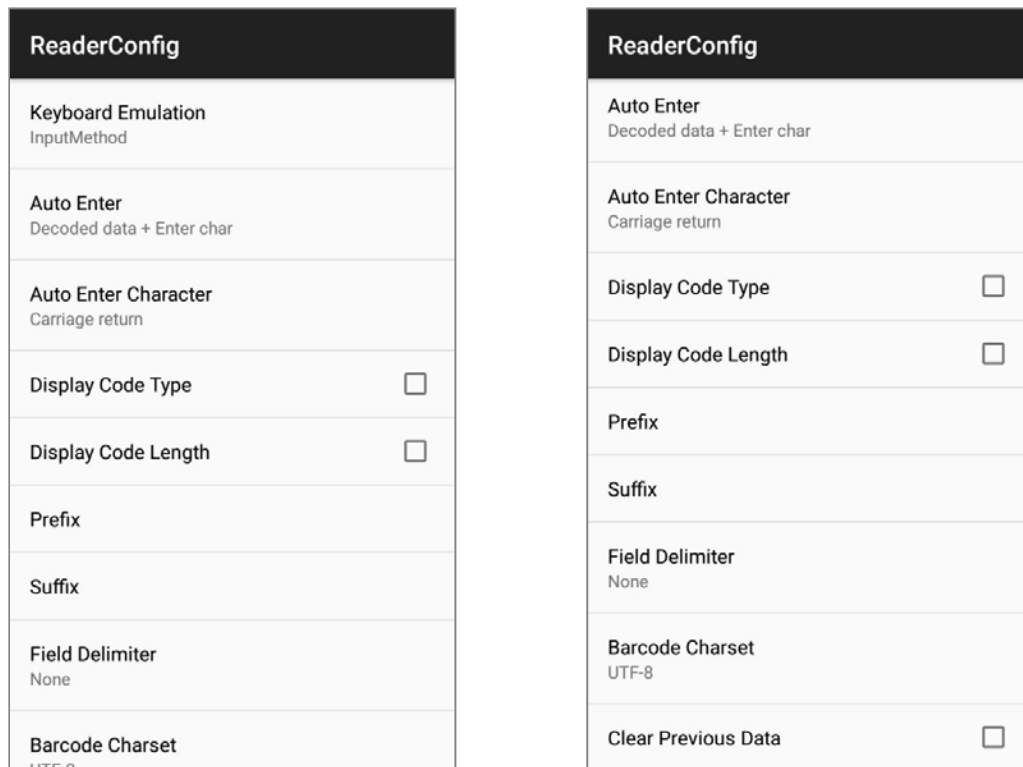 ReaderConfig
Keyboard Emulation
InputMethod
Auto Enter
Decoded data + Enter char
Auto Enter Character
Carriage return
Display Code Type
Display Code Length
Prefix
Suffix
Field Delimiter
None
Barcode Charset
UTF-8
ReaderConfig
Auto Enter
Decoded data + Enter char
Auto Enter Character
Carriage return
Display Code Type
Display Code Length
Prefix
Suffix
Field Delimiter
None
Barcode Charset
UTF-8
Clear Previous Data